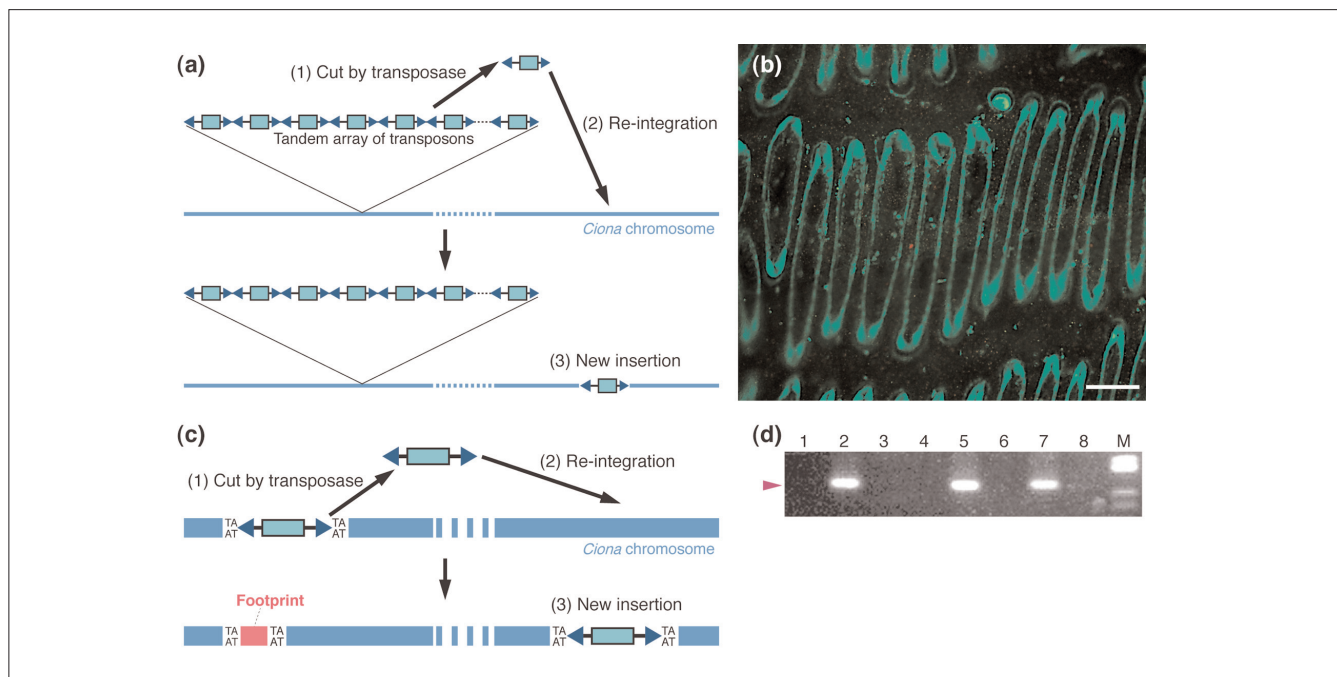 (a)
(1) Cut by transposase
(2) Re-integration
Tandem array of transposons
Ciona chromosome
(3) New insertion
(b)
(c)
(1) Cut by transposase
(2) Re-integration
TA TA
AT AT
Ciona chromosome
Footprint
(3) New insertion
TA TA TA TA
AT AT AT AT
(d)
1 2 3 4 5 6 7 8 M